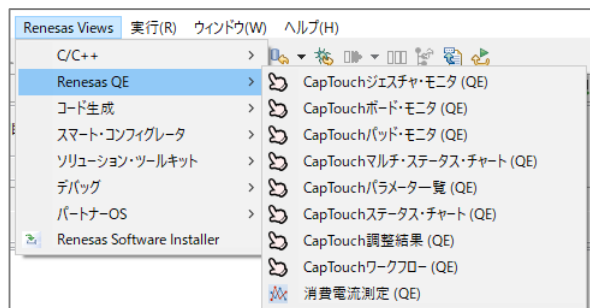 Renesas Views 実行(R) ウィンドウ(W) ヘルプ(H)
C/C++
Renesas QE
コード生成
スマート・コンフィグレータ
ソリューション・ツールキット
デバッグ
パートナーOS
Renesas Software Installer
CapTouchジェスチャ・モニタ (QE)
CapTouchボード・モニタ (QE)
CapTouchパッド・モニタ (QE)
CapTouchマルチ・ステータス・チャート (QE)
CapTouchパラメーター覧 (QE)
CapTouchステータス・チャート (QE)
CapTouch調整結果 (QE)
CapTouchワークフロー (QE)
消費電流測定 (QE)